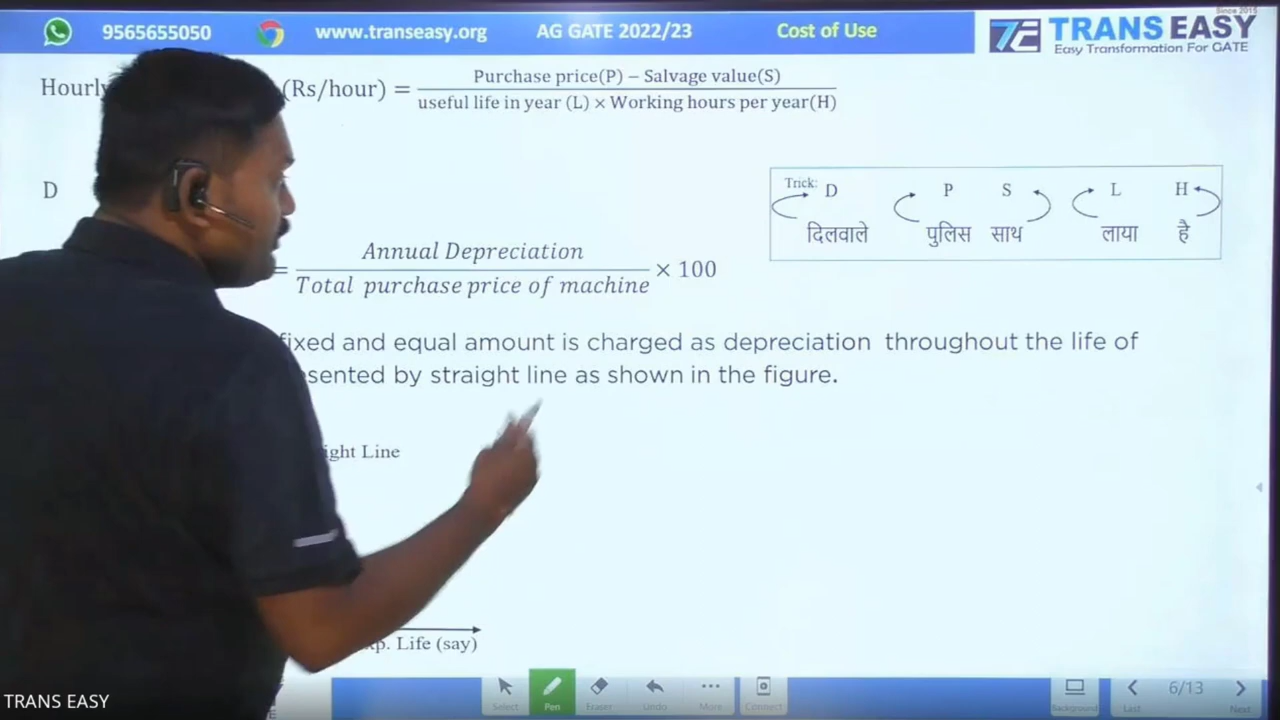 9565655050 www.transeasy.org AG GATE 2022/23 Cost of Use
Since 2015
TRANS EASY
Easy Transformation For GATE
Hourly (Rs/hour) = Purchase price(P) – Salvage value(S)
useful life in year (L) × Working hours per year(H)
D
Trick: D P S L H
दिलवाले पुलिस साथ लाया है
= Annual Depreciation × 100
Total purchase price of machine
fixed and equal amount is charged as depreciation throughout the life of
by straight line as shown in the figure.
Line
Life (say)
Select Pen Eraser Undo More Connect Background Last 6/13 Next
TRANS EASY